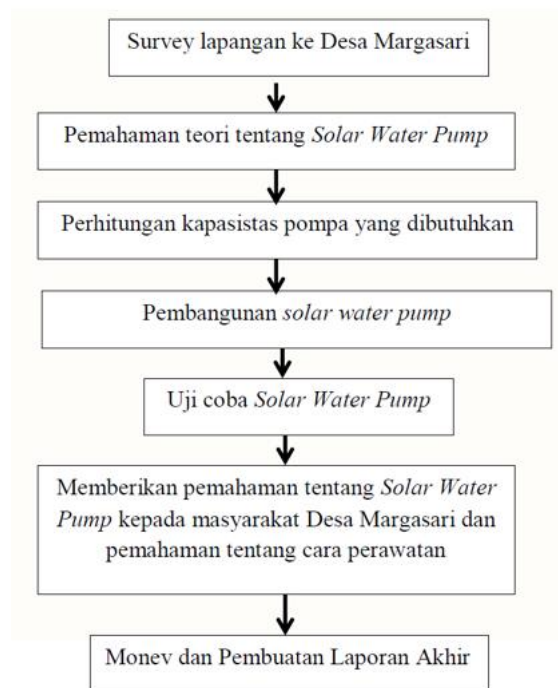 Survey lapangan ke Desa Margasari
Pemahaman teori tentang Solar Water Pump
Perhitungan kapasistas pompa yang dibutuhkan
Pembangunan solar water pump
Uji coba Solar Water Pump
Memberikan pemahaman tentang Solar Water
Pump kepada masyarakat Desa Margasari dan
pemahaman tentang cara perawatan
Monev dan Pembuatan Laporan Akhir